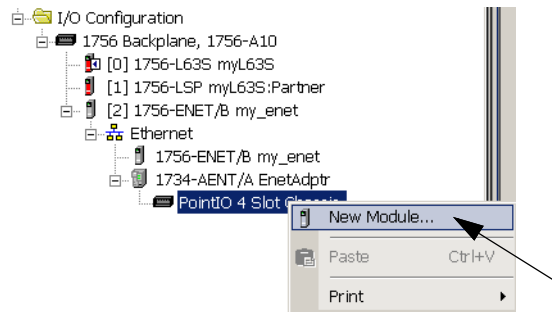 I/O Configuration
1756 Backplane, 1756-A10
[0] 1756-L63S myL63S
[1] 1756-LSP myL63S:Partner
[2] 1756-ENET/B my_enet
Ethernet
1756-ENET/B my_enet
1734-AENT/A EnetAdptr
PointIO 4 Slot Chassis
New Module...
Paste Ctrl+V
Print